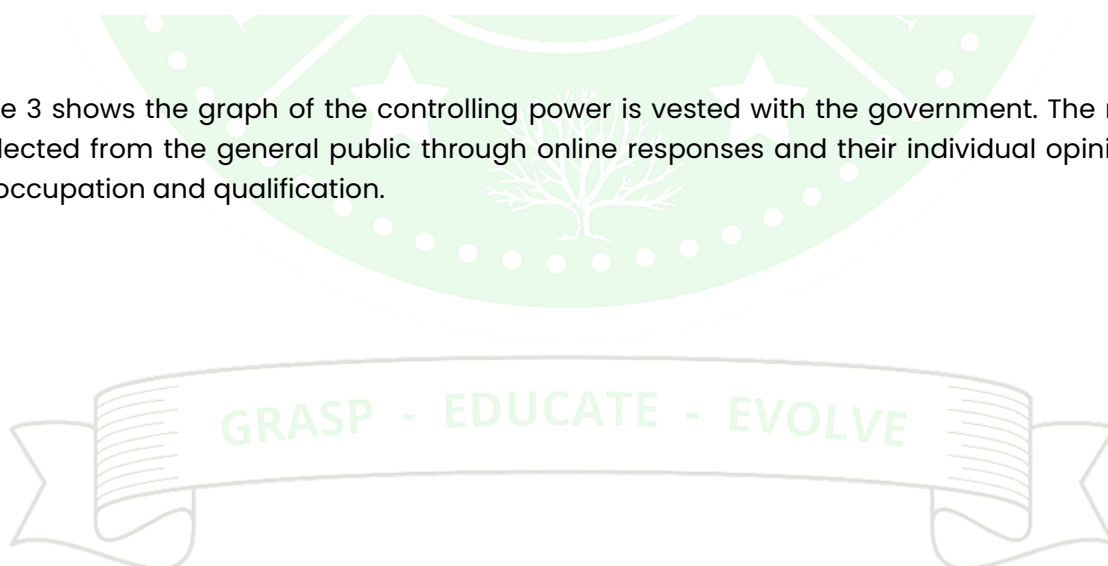 e 3 shows the graph of the controlling power is vested with the government. The
lected from the general public through online responses and their individual opini
occupation and qualification.
GRASP - EDUCATE - EVOLVE